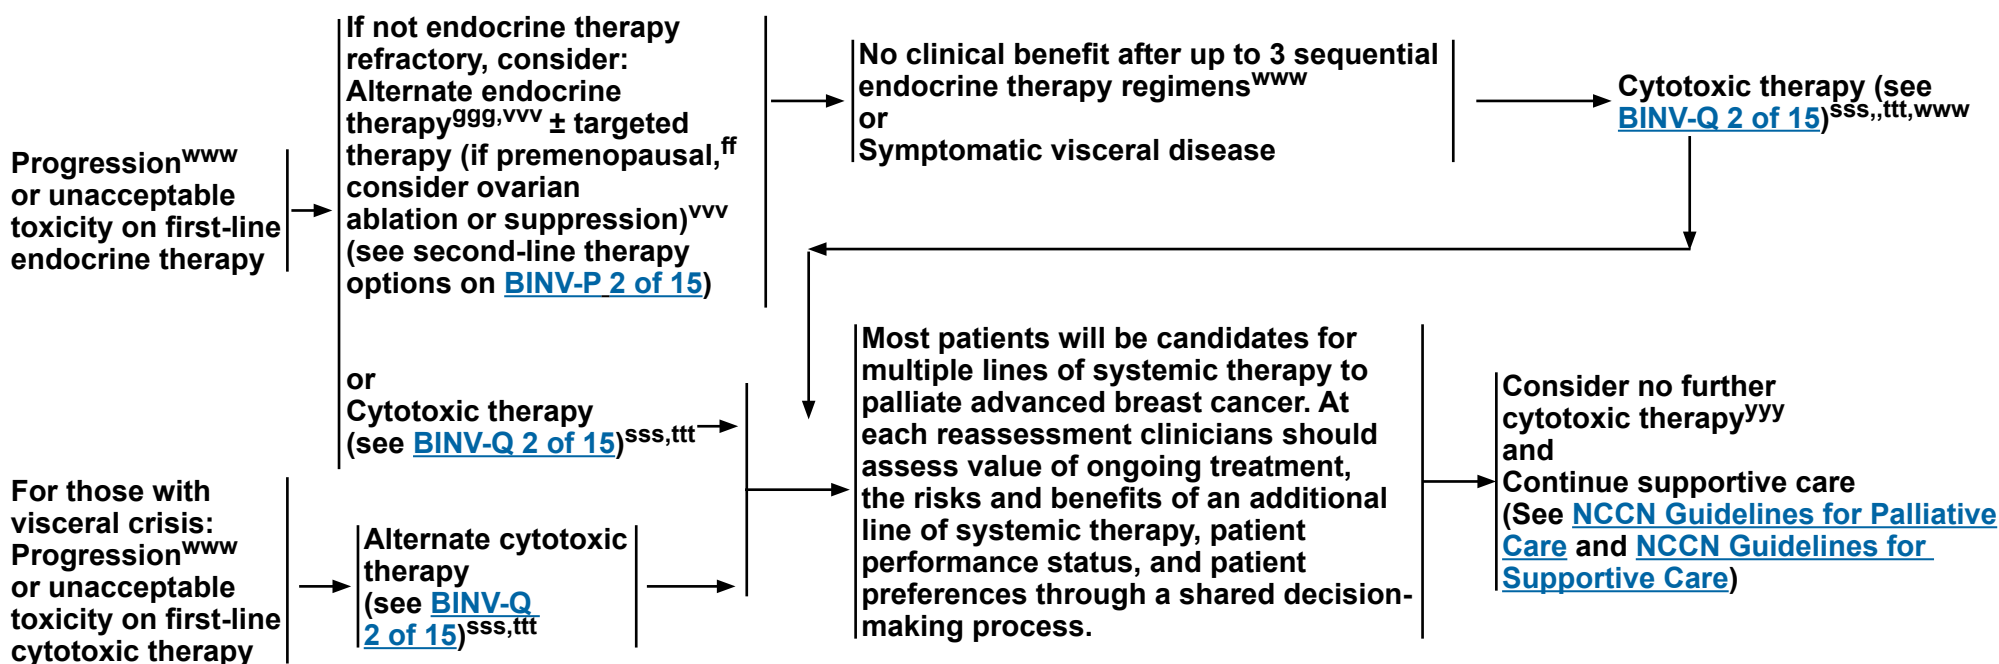 Progressionwww
or unacceptable
toxicity on first-line
endocrine therapy
If not endocrine therapy
refractory, consider:
Alternate endocrine
therapyggg,vvv ± targeted
therapy (if premenopausal,ff
consider ovarian
ablation or suppression)vvv
(see second-line therapy
options on BINV-P 2 of 15)
or
Cytotoxic therapy
(see BINV-Q 2 of 15)sss,ttt
No clinical benefit after up to 3 sequential
endocrine therapy regimenswww
or
Symptomatic visceral disease
Cytotoxic therapy (see
BINV-Q 2 of 15)sss,,ttt,www
For those with
visceral crisis:
Progressionwww
or unacceptable
toxicity on first-line
cytotoxic therapy
Alternate cytotoxic
therapy
(see BINV-Q
2 of 15)sss,ttt
Most patients will be candidates for
multiple lines of systemic therapy to
palliate advanced breast cancer. At
each reassessment clinicians should
assess value of ongoing treatment,
the risks and benefits of an additional
line of systemic therapy, patient
performance status, and patient
preferences through a shared decision-
making process.
Consider no further
cytotoxic therapyyyy
and
Continue supportive care
(See NCCN Guidelines for Palliative
Care and NCCN Guidelines for
Supportive Care)